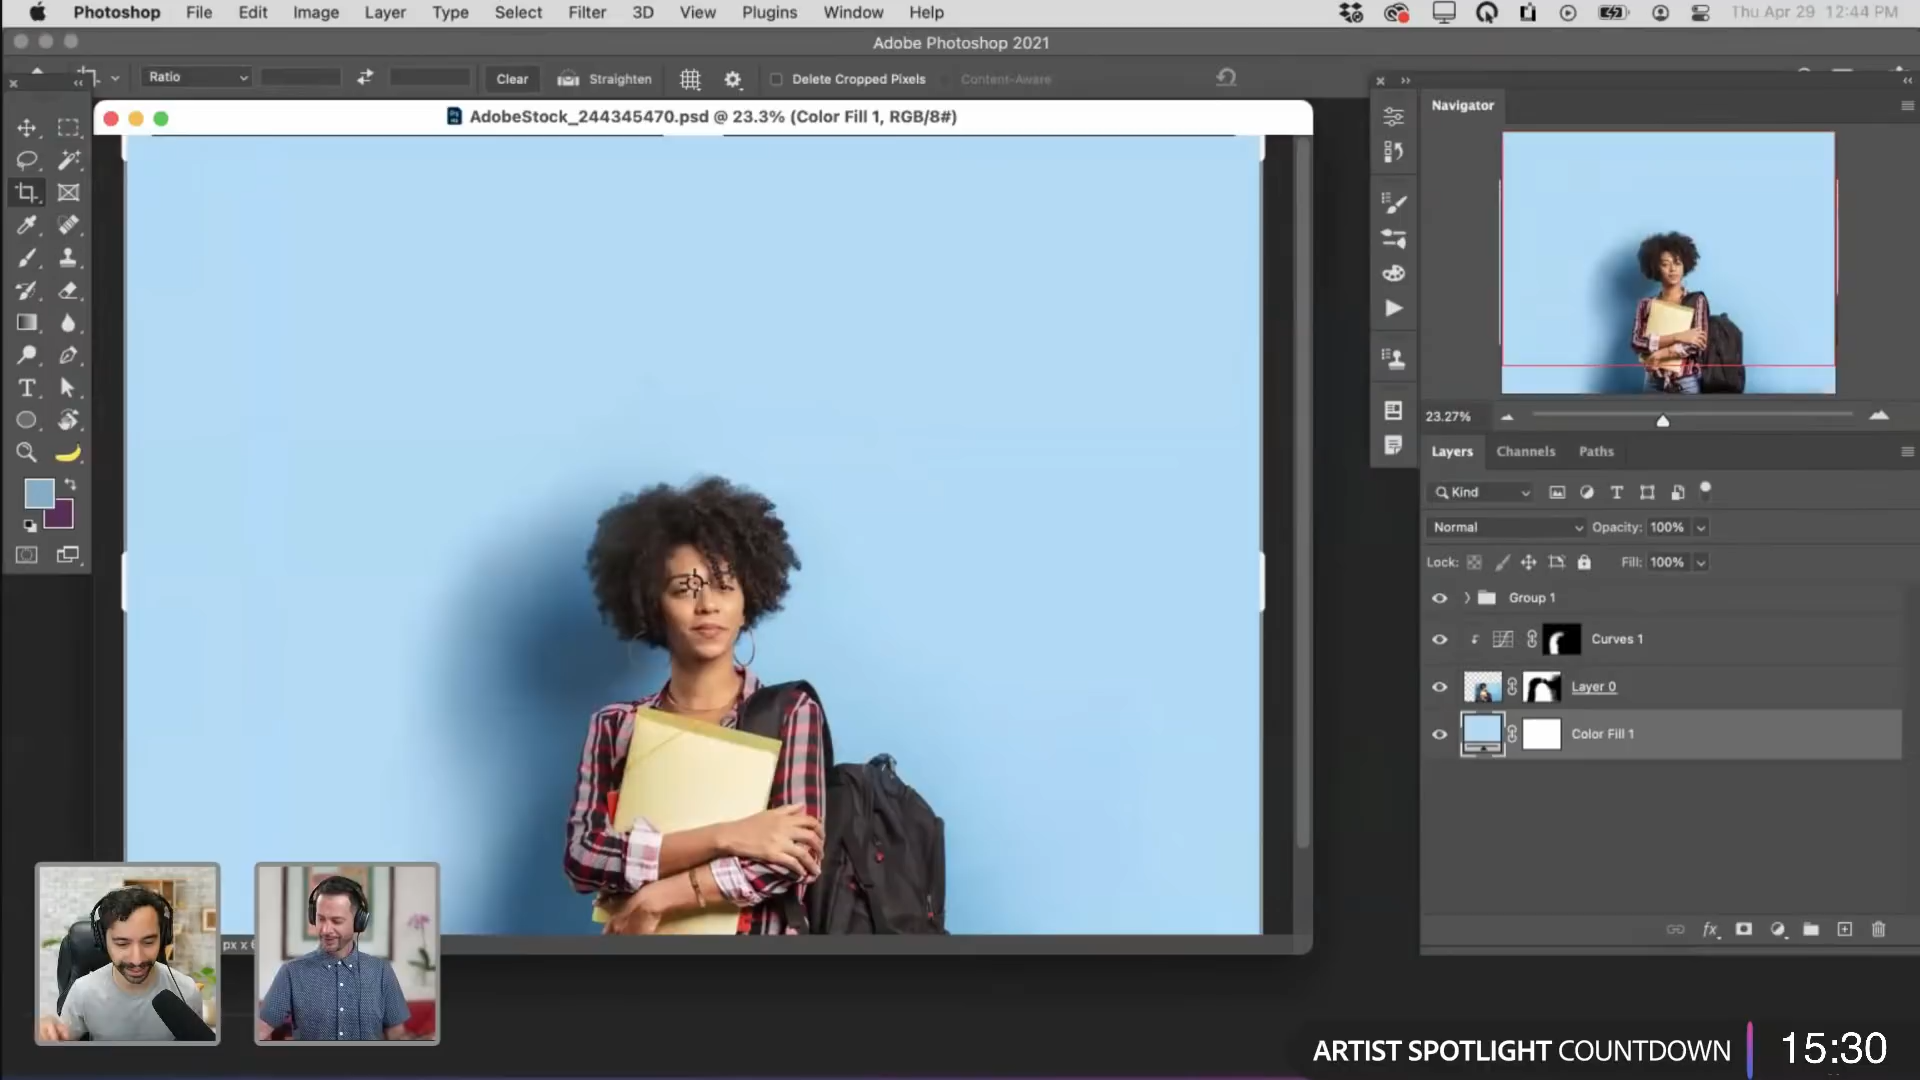 Photoshop File Edit Image Layer Type Select Filter 3D View Plugins Window Help Thu Apr 29 12:44 PM
Adobe Photoshop 2021
Ratio Clear Straighten Delete Cropped Pixels Content-Aware
AdobeStock_244345470.psd @ 23.3% (Color Fill 1, RGB/8#)
Navigator
23.27%
Layers Channels Paths
Kind
Normal Opacity: 100%
Lock: Fill: 100%
Group 1
Curves 1
Layer 0
Color Fill 1
px x
fx
ARTIST SPOTLIGHT COUNTDOWN 15:30